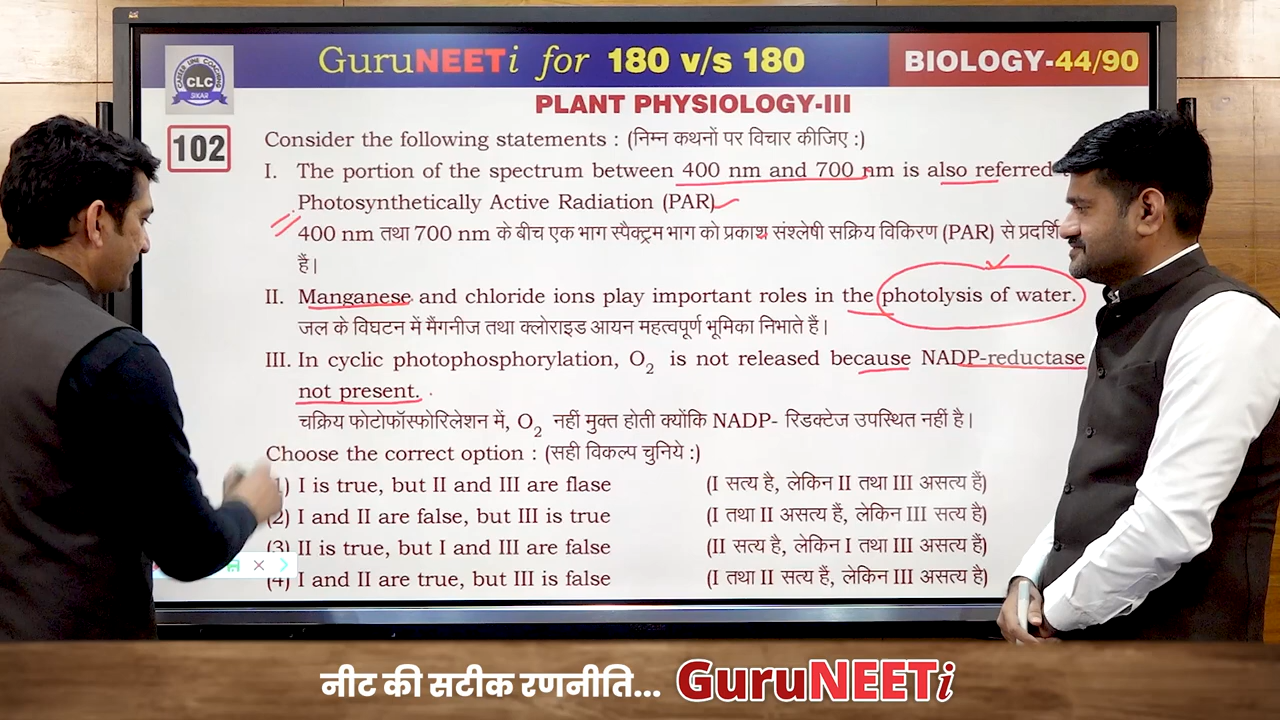 GuruNEETi for 180 v/s 180
BIOLOGY-44/90
CAREER LINE COACHING
CLC
SIKAR
PLANT PHYSIOLOGY-III
102
Consider the following statements : (निम्न कथनों पर विचार कीजिए :)
I. The portion of the spectrum between 400 nm and 700 nm is also referred
Photosynthetically Active Radiation (PAR)
400 nm तथा 700 nm के बीच एक भाग स्पैक्ट्रम भाग को प्रकाश संश्लेषी सक्रिय विकिरण (PAR) से
हैं।
II. Manganese and chloride ions play important roles in the photolysis of water.
जल के विघटन में मैंगनीज तथा क्लोराइड आयन महत्वपूर्ण भूमिका निभाते हैं।
III. In cyclic photophosphorylation, O2 is not released because NADP-reductase
not present.
चक्रिय फोटोफॉस्फोरिलेशन में, O2 नहीं मुक्त होती क्योंकि NADP- रिडक्टेज उपस्थित नहीं है।
Choose the correct option : (सही विकल्प चुनिये :)
1) I is true, but II and III are flase (I सत्य है, लेकिन II तथा III असत्य हैं)
(2) I and II are false, but III is true (I तथा II असत्य हैं, लेकिन III सत्य है)
(3) II is true, but I and III are false (II सत्य है, लेकिन I तथा III असत्य हैं)
(4) I and II are true, but III is false (I तथा II सत्य हैं, लेकिन III असत्य है)
नीट की सटीक रणनीति... GuruNEETi